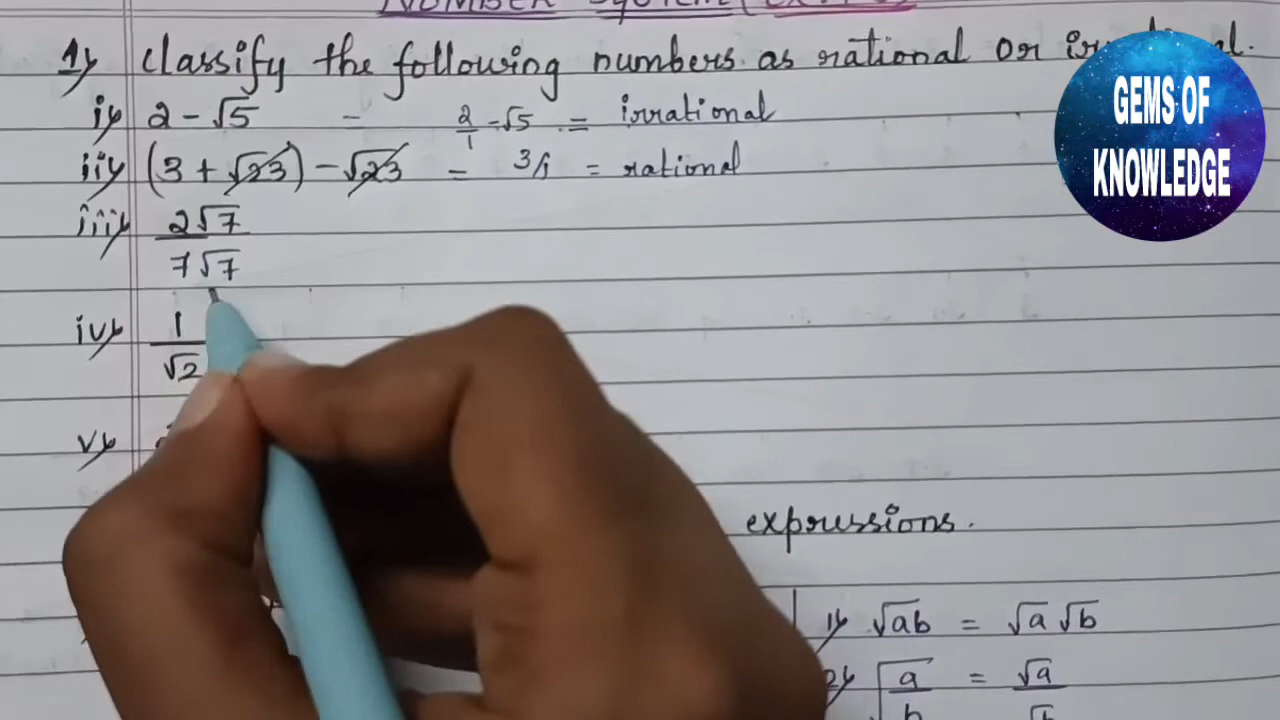 1) Classify the following numbers as rational or
i) 2 - √5 - 2/1 - √5 = irrational
ii) (3 + √23) - √23 = 3/1 = rational
iii) 2√7 / 7√7
iv) 1 / √2
v)
expressions.
1) √ab = √a √b
2) √a/b = √a / √b
GEMS OF
KNOWLEDGE